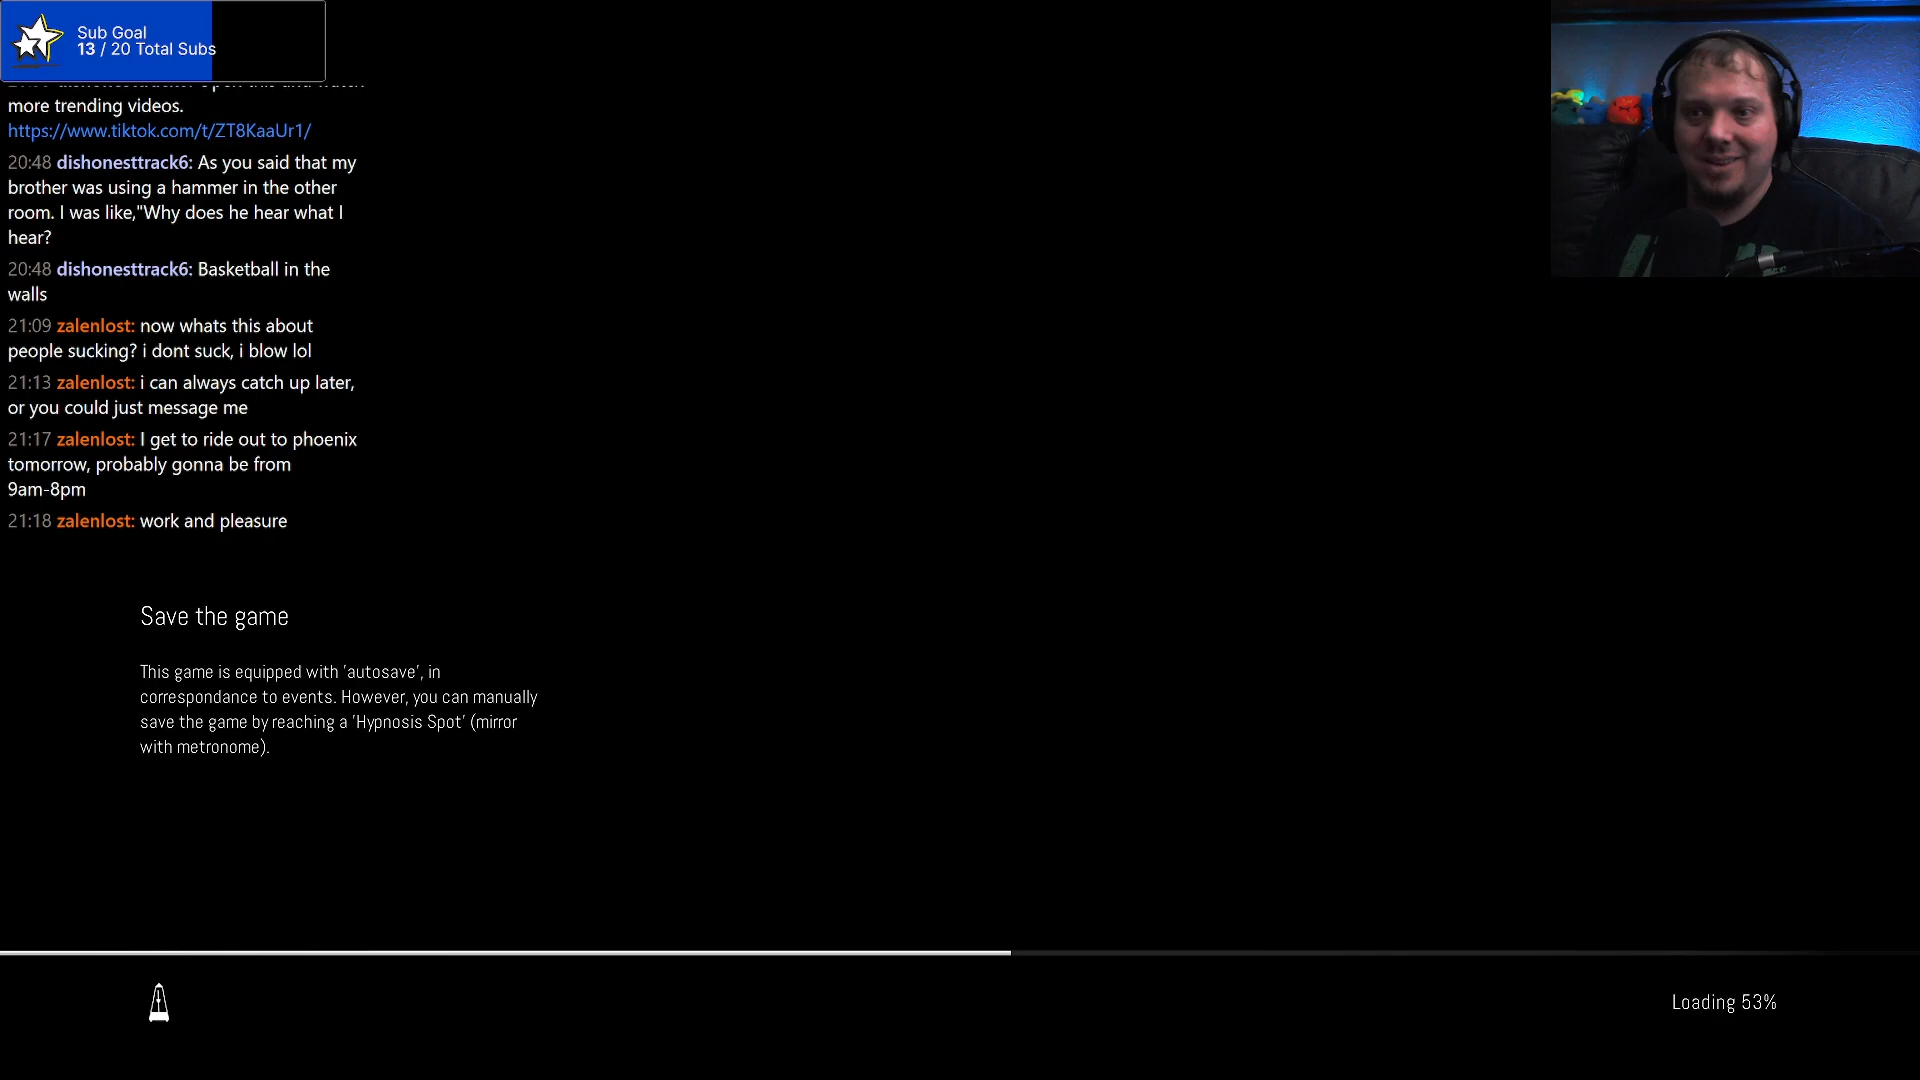 Sub Goal
13 / 20 Total Subs
more trending videos.
https://www.tiktok.com/t/ZT8KaaUr1/
20:48 dishonesttrack6: As you said that my
brother was using a hammer in the other
room. I was like,"Why does he hear what I
hear?
20:48 dishonesttrack6: Basketball in the
walls
21:09 zalenlost: now whats this about
people sucking? i dont suck, i blow lol
21:13 zalenlost: i can always catch up later,
or you could just message me
21:17 zalenlost: I get to ride out to phoenix
tomorrow, probably gonna be from
9am-8pm
21:18 zalenlost: work and pleasure
Save the game
This game is equipped with 'autosave', in
correspondance to events. However, you can manually
save the game by reaching a 'Hypnosis Spot' (mirror
with metronome).
Loading 53%